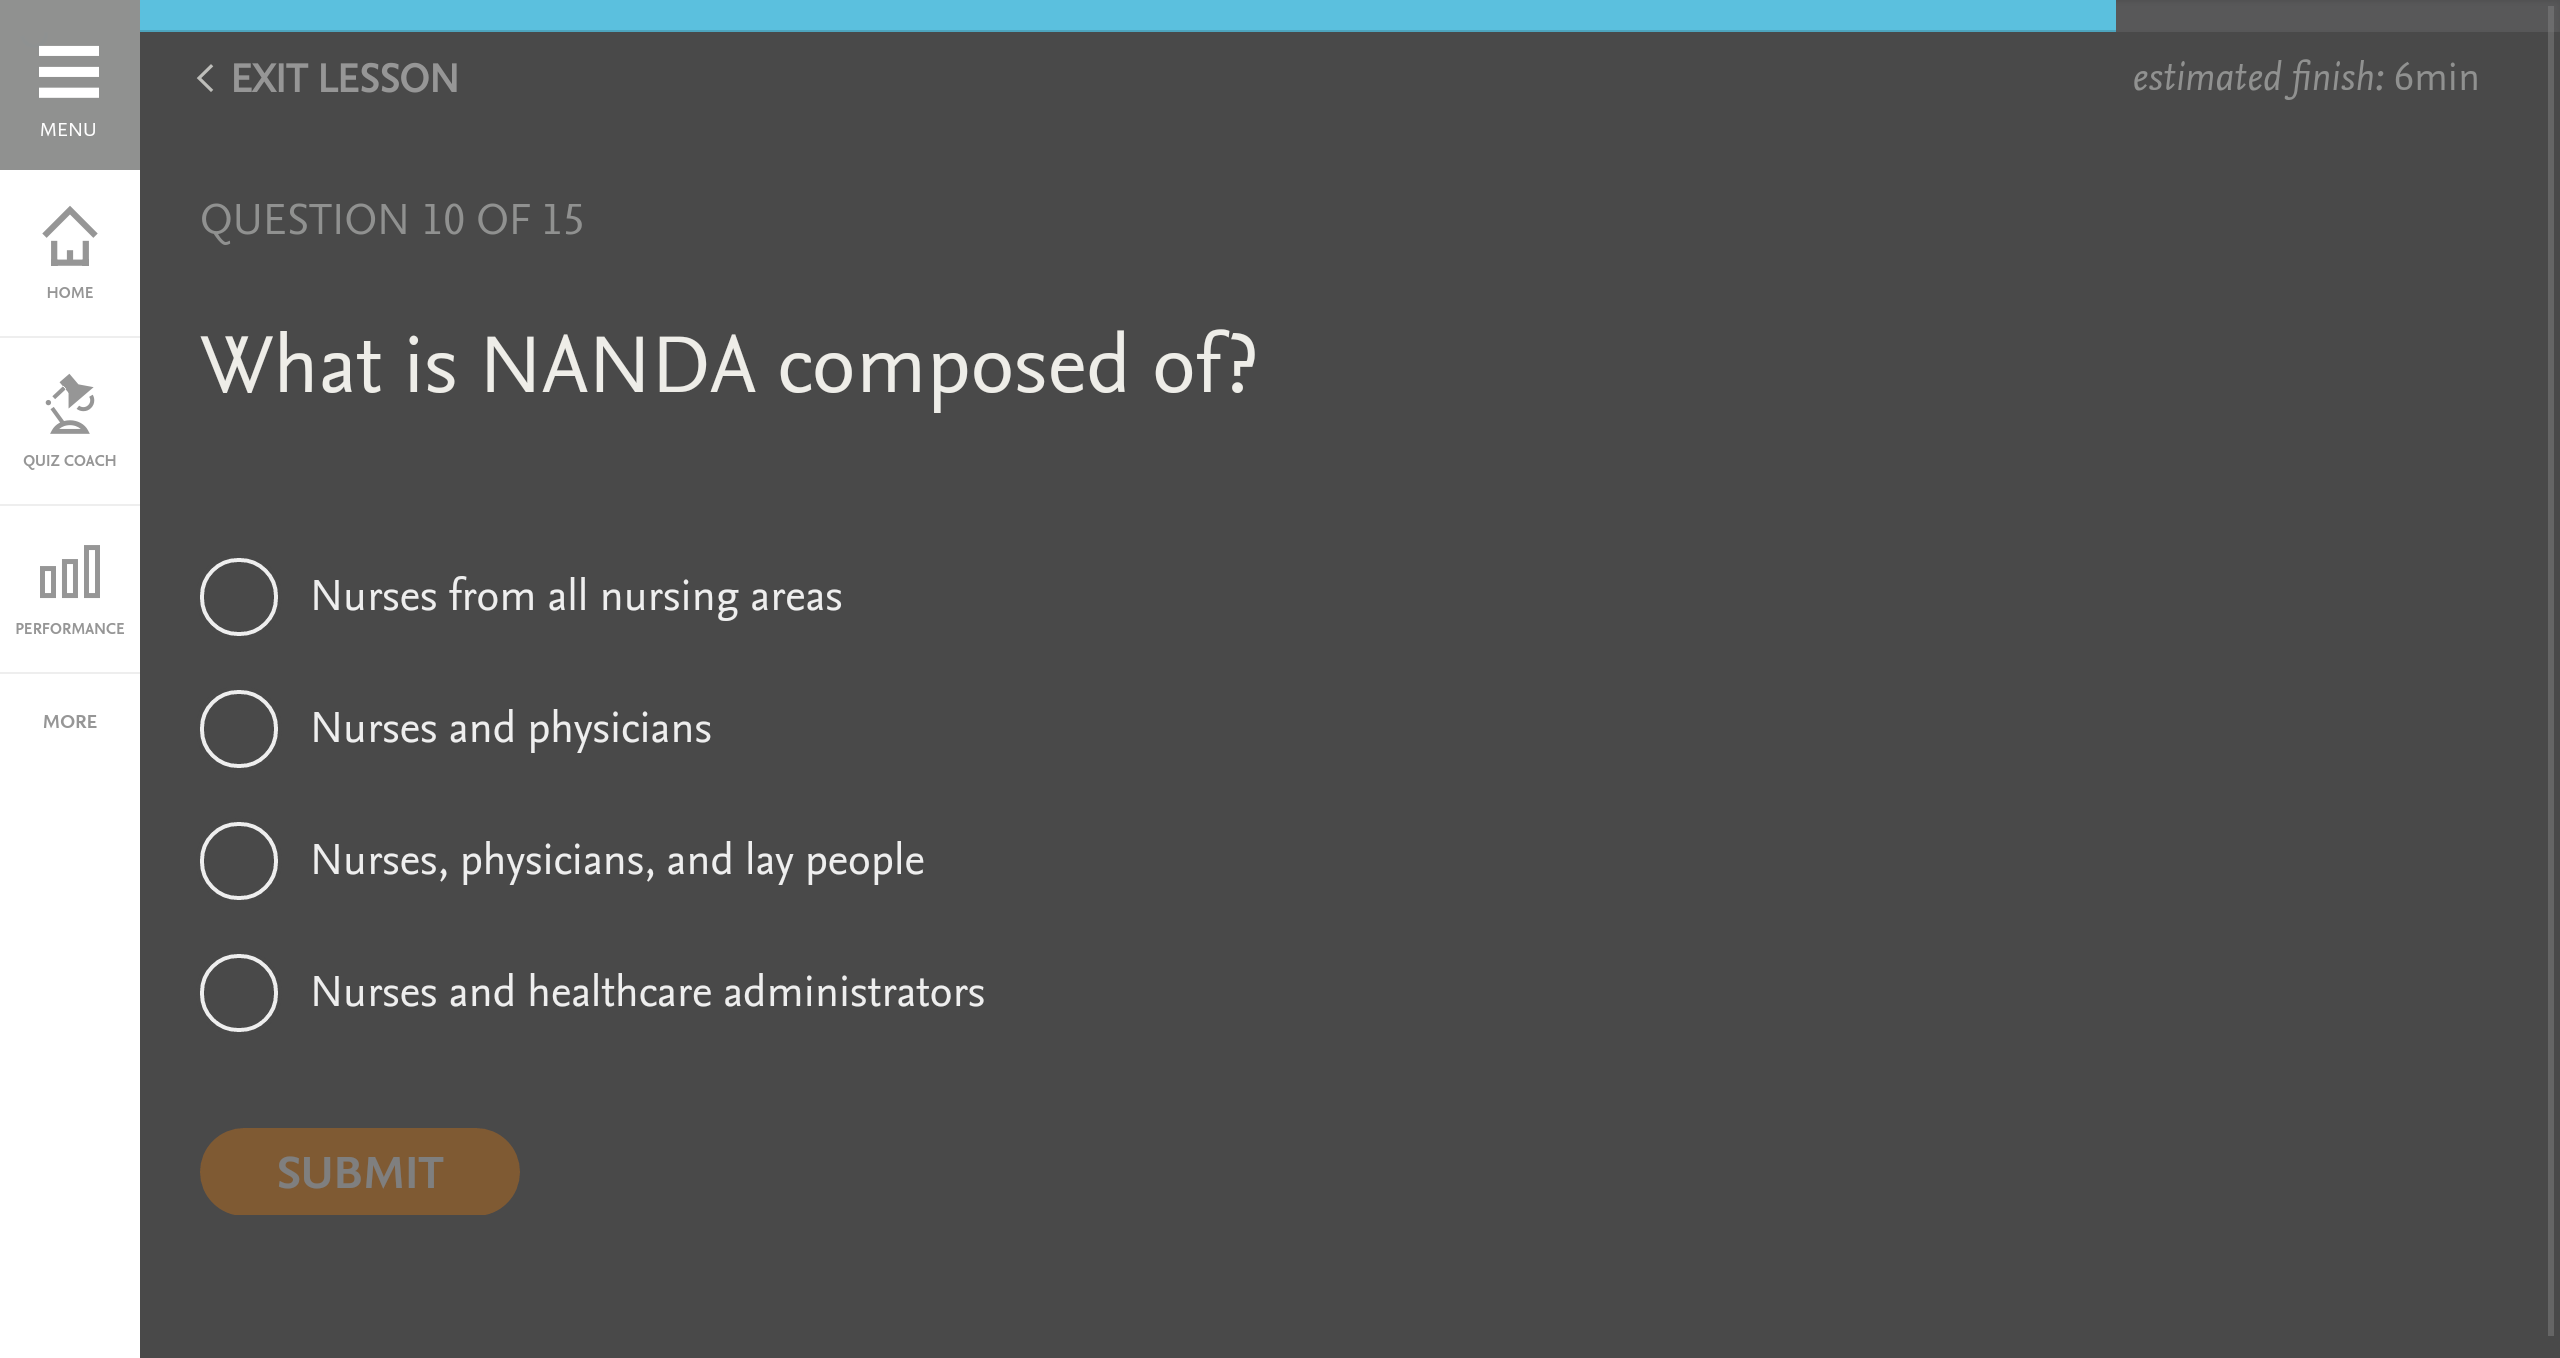 MENU
HOME
QUIZ COACH
PERFORMANCE
MORE
EXIT LESSON
estimated finish: 6min
QUESTION 10 OF 15
What is NANDA composed of?
Nurses from all nursing areas
Nurses and physicians
Nurses, physicians, and lay people
Nurses and healthcare administrators
SUBMIT